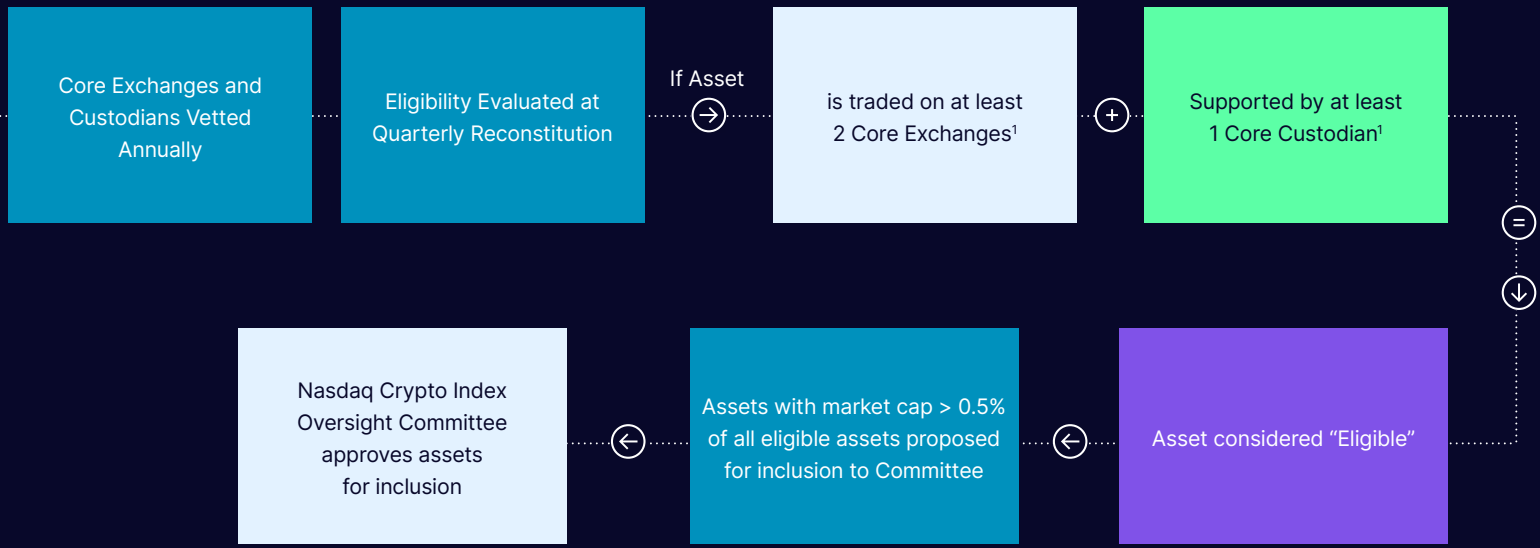 Core Exchanges and
Custodians Vetted
Annually
Eligibility Evaluated at
Quarterly Reconstitution
If Asset
is traded on at least
2 Core Exchanges¹
Supported by at least
1 Core Custodian¹
Asset considered “Eligible”
Assets with market cap > 0.5%
of all eligible assets proposed
for inclusion to Committee
Nasdaq Crypto Index
Oversight Committee
approves assets
for inclusion